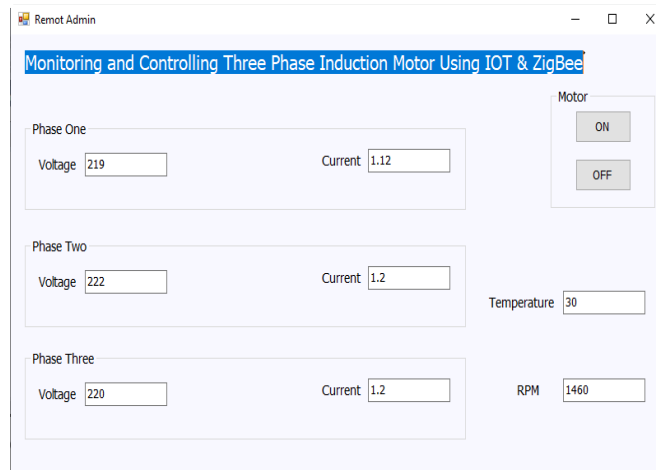 Remot Admin
Monitoring and Controlling Three Phase Induction Motor Using IOT & ZigBee
Motor
ON
OFF
Phase One
Voltage 219 Current 1.12
Phase Two
Voltage 222 Current 1.2
Temperature 30
Phase Three
Voltage 220 Current 1.2
RPM 1460